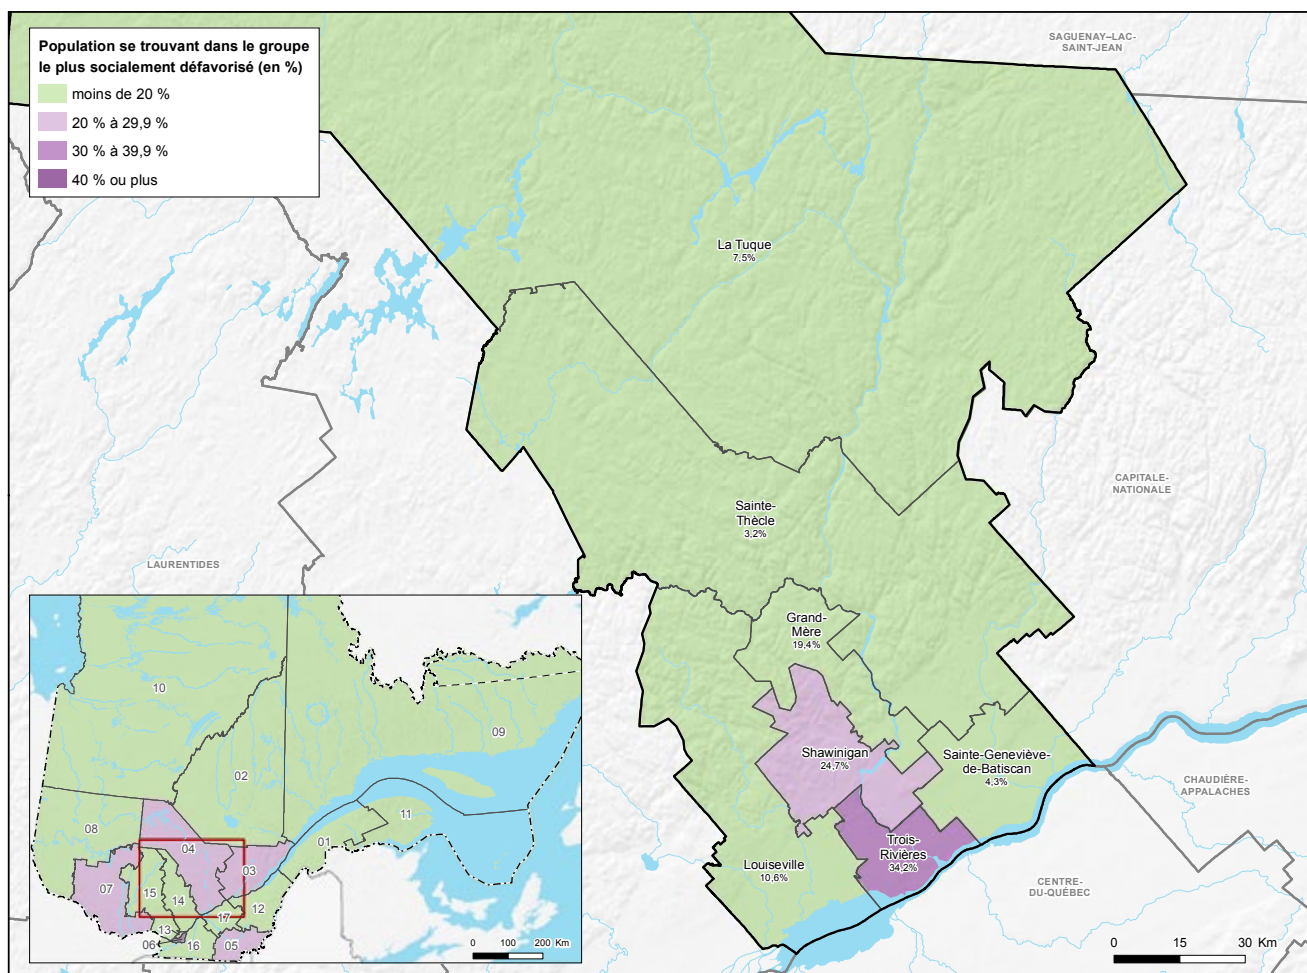 Population se trouvant dans le groupe
le plus socialement défavorisé (en %)
moins de 20 %
20 % à 29,9 %
30 % à 39,9 %
40 % ou plus
SAGUENAY–LAC-
SAINT-JEAN
La Tuque
7,5%
CAPITALE-
NATIONALE
Sainte-
Thècle
3,2%
LAURENTIDES
Grand-
Mère
19,4%
Shawinigan
24,7%
Sainte-Geneviève-
de-Batiscan
4,3%
CHAUDIÈRE-
APPALACHES
Trois-
Rivières
34,2%
Louiseville
10,6%
CENTRE-
DU-QUÉBEC
0 15 30 Km
10
09
02
11
08
01
04
03
07
15
14
12
17
13
06
16
05
0 100 200 Km